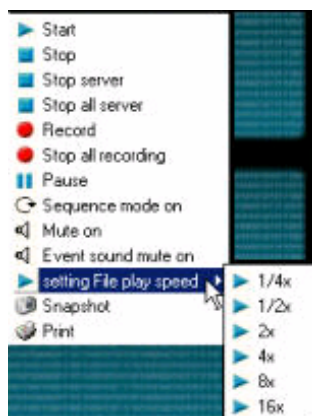 Start
Stop
Stop server
Stop all server
Record
Stop all recording
Pause
Sequence mode on
Mute on
Event sound mute on
setting File play speed
Snapshot
Print
1/4x
1/2x
2x
4x
8x
16x